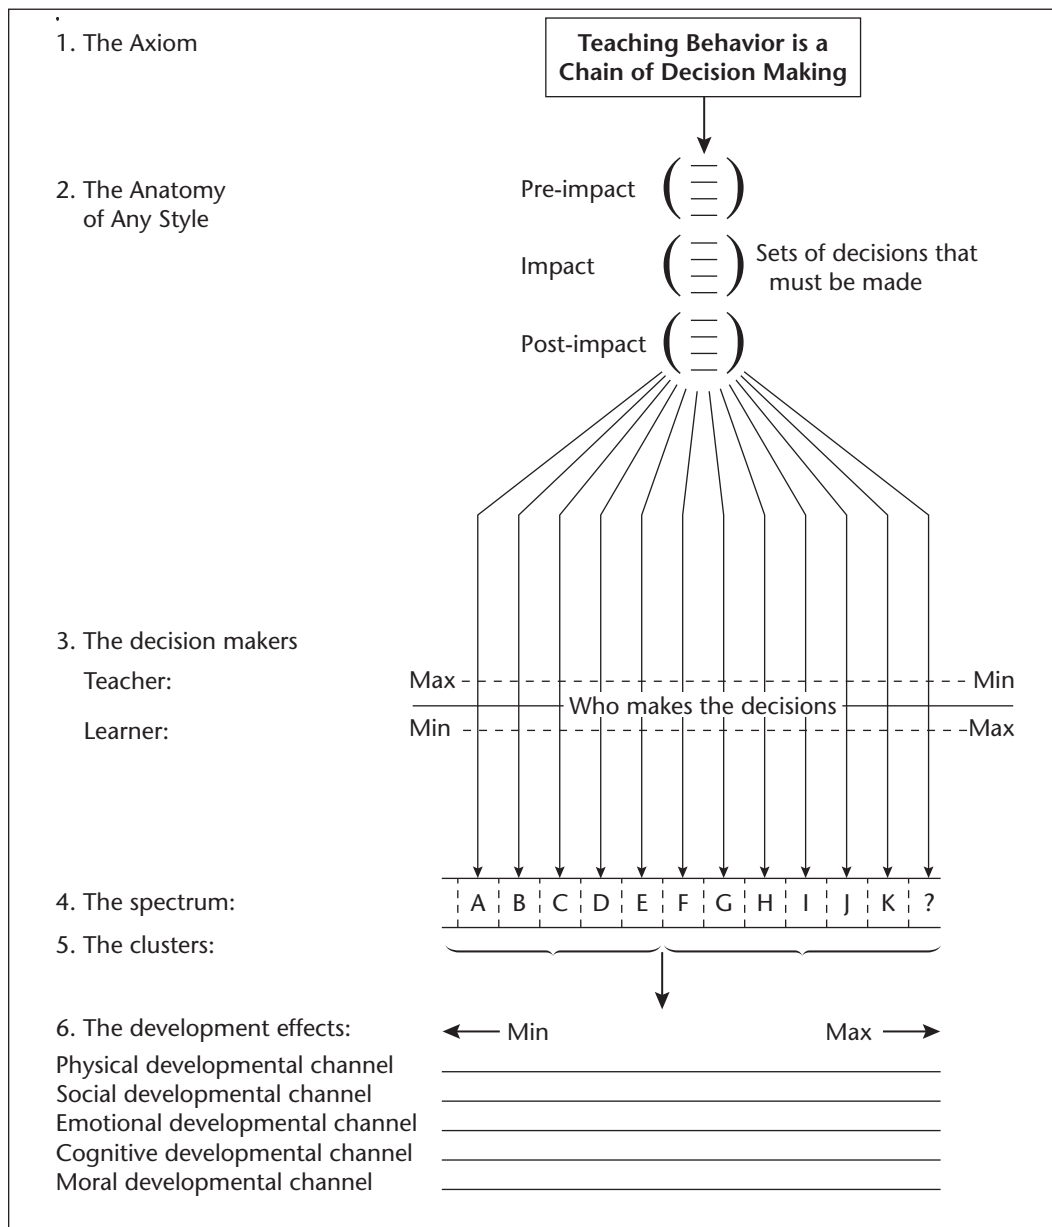 1. The Axiom
Teaching Behavior is a
Chain of Decision Making
2. The Anatomy
of Any Style
Pre-impact
Impact
Sets of decisions that
must be made
Post-impact
3. The decision makers
Teacher:
Max
Min
Who makes the decisions
Learner:
Min
Max
4. The spectrum:
A B C D E F G H I J K ?
5. The clusters:
6. The development effects:
Min
Max
Physical developmental channel
Social developmental channel
Emotional developmental channel
Cognitive developmental channel
Moral developmental channel